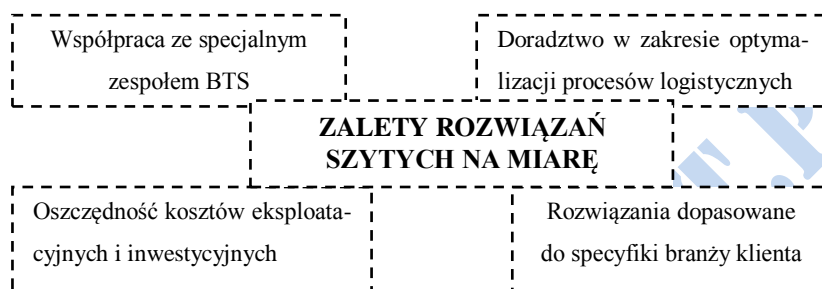 Współpraca ze specjalnym
zespołem BTS
Doradztwo w zakresie optyma-
lizacji procesów logistycznych
ZALETY ROZWIĄZAŃ
SZYTYCH NA MIARĘ
Oszczędność kosztów eksploata-
cyjnych i inwestycyjnych
Rozwiązania dopasowane
do specyfiki branży klienta